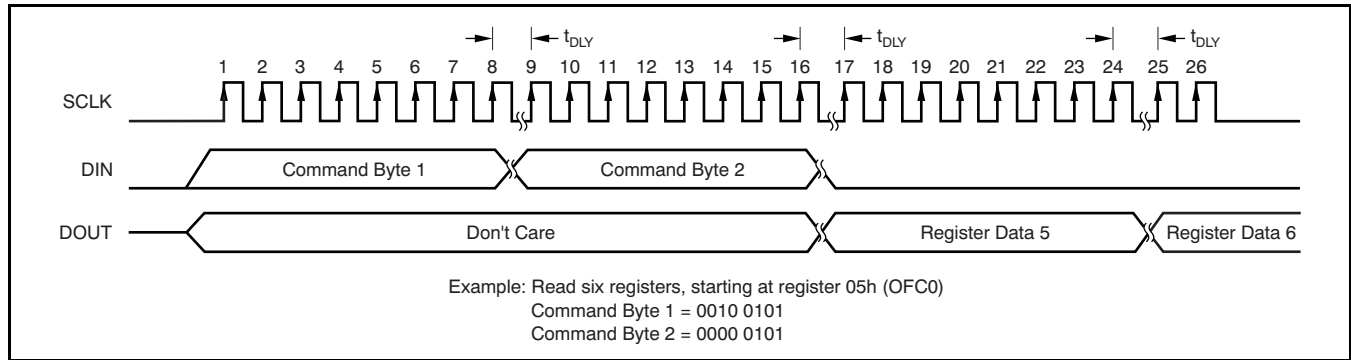 t_DLY t_DLY t_DLY
1 2 3 4 5 6 7 8 9 10 11 12 13 14 15 16 17 18 19 20 21 22 23 24 25 26
SCLK
DIN Command Byte 1 Command Byte 2
DOUT Don't Care Register Data 5 Register Data 6
Example: Read six registers, starting at register 05h (OFC0)
Command Byte 1 = 0010 0101
Command Byte 2 = 0000 0101